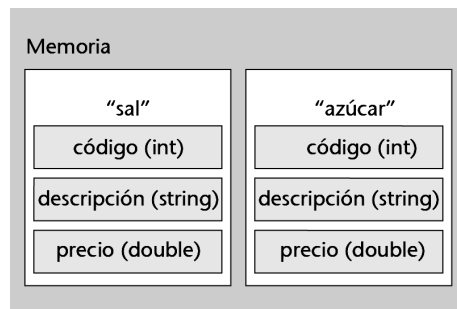 Memoria
“sal”
código (int)
descripción (string)
precio (double)
“azúcar”
código (int)
descripción (string)
precio (double)